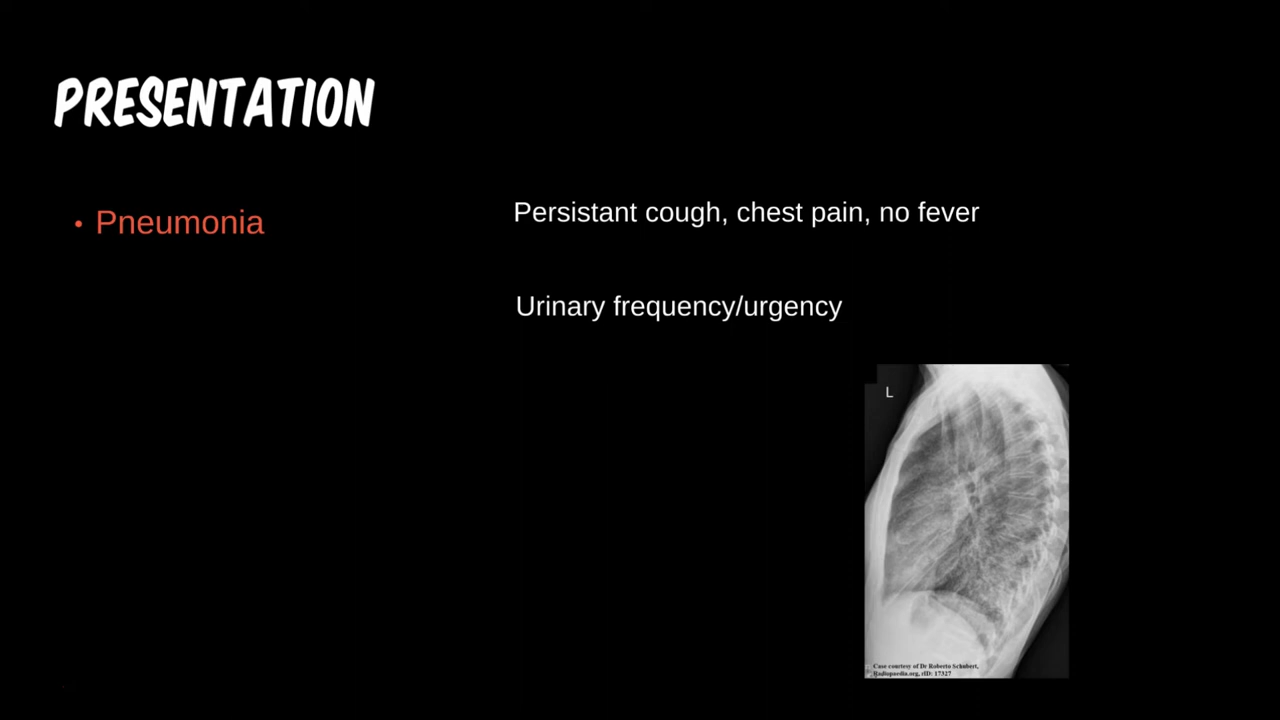 PRESENTATION
• Pneumonia
Persistant cough, chest pain, no fever
Urinary frequency/urgency
L
Case courtesy of Dr Roberto Schubert,
Radiopaedia.org, rID: 17327